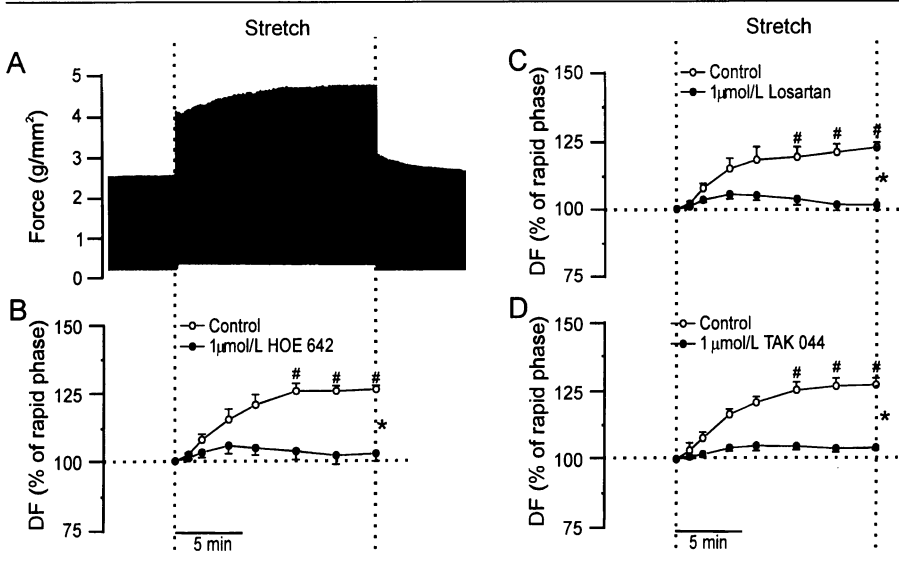 Stretch
A
Force (g/mm²)
5
4
3
2
1
0
B
DF (% of rapid phase)
150
125
100
75
Control
1μmol/L HOE 642
# # #
*
5 min
Stretch
C
DF (% of rapid phase)
150
125
100
75
Control
1μmol/L Losartan
# # #
*
D
DF (% of rapid phase)
150
125
100
75
Control
1 μmol/L TAK 044
# # #
*
5 min